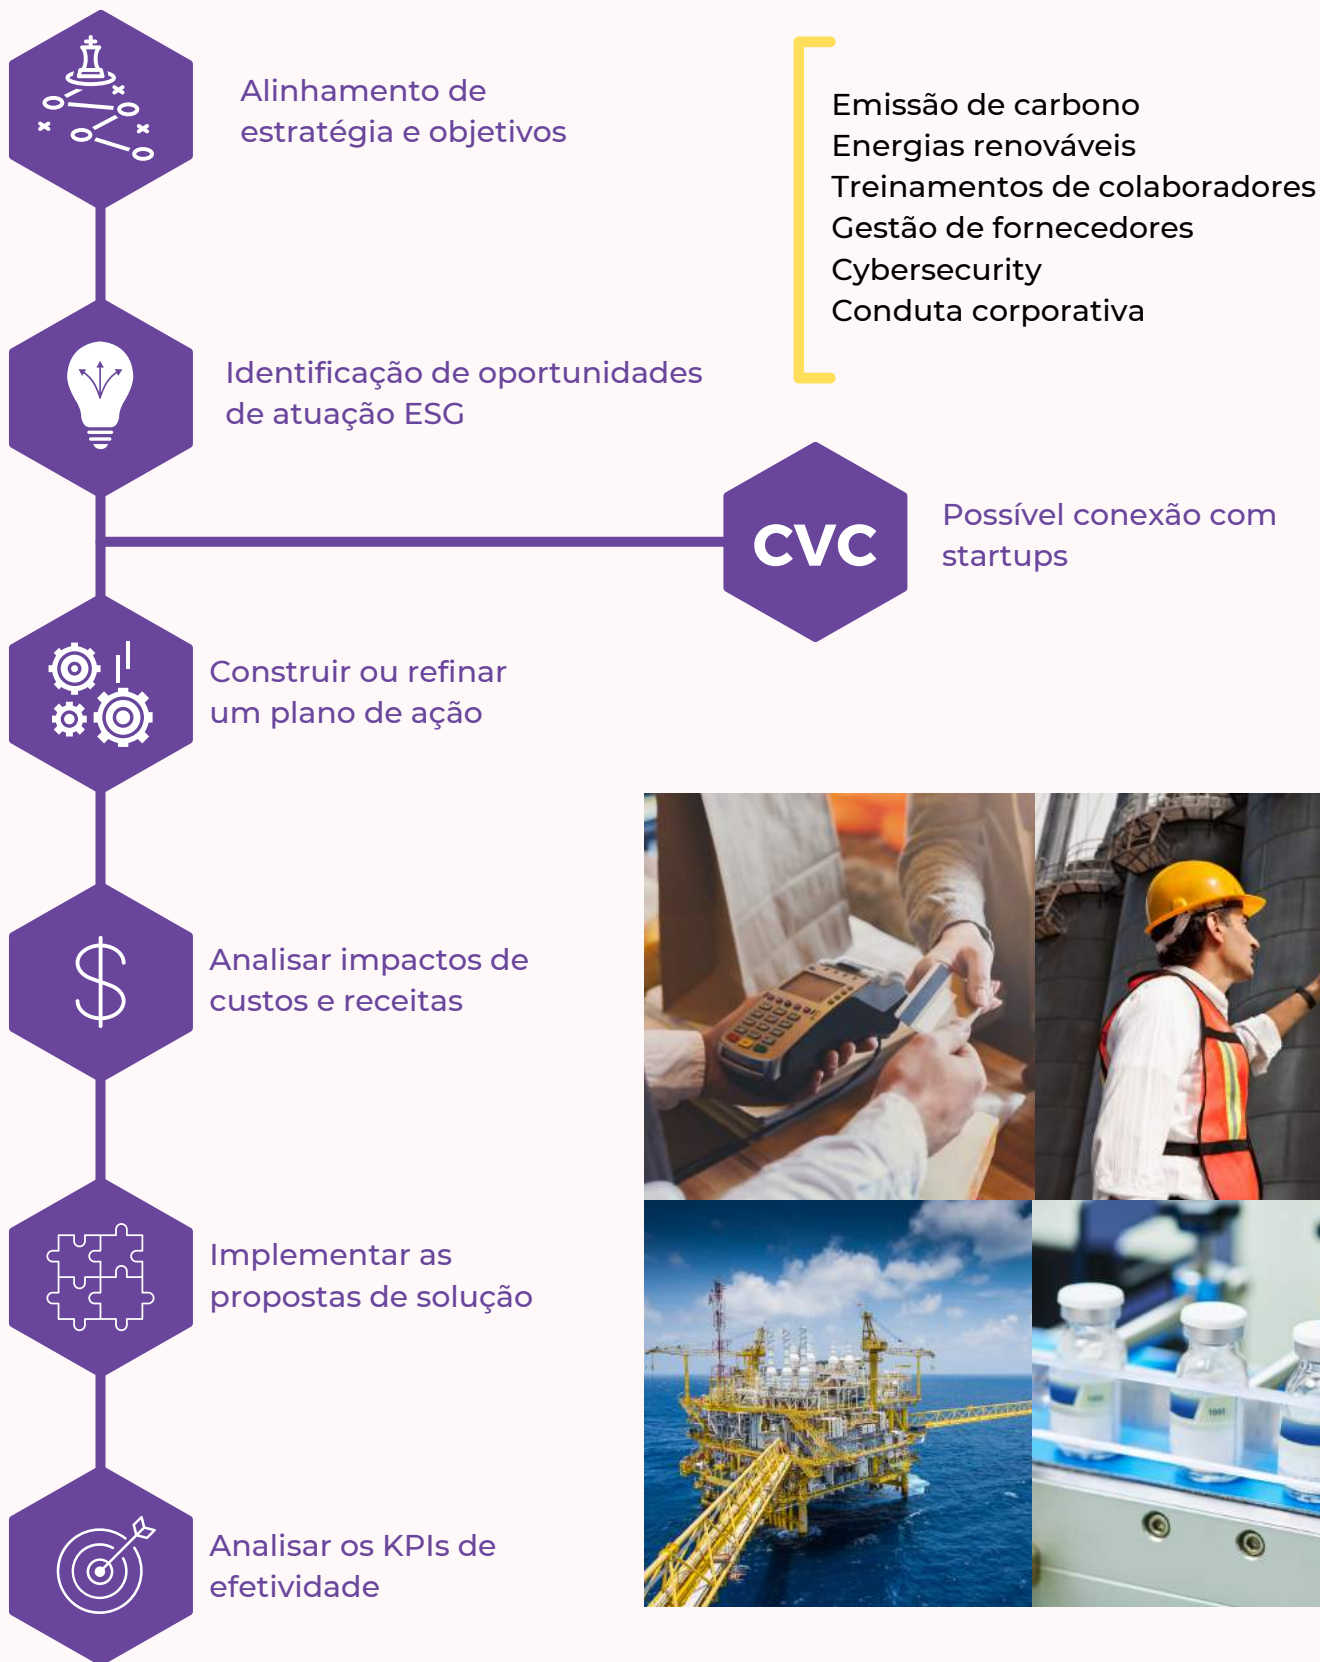 Alinhamento de
estratégia e objetivos
Emissão de carbono
Energias renováveis
Treinamentos de colaboradores
Gestão de fornecedores
Cybersecurity
Conduta corporativa
Identificação de oportunidades
de atuação ESG
CVC
Possível conexão com
startups
Construir ou refinar
um plano de ação
Analisar impactos de
custos e receitas
Implementar as
propostas de solução
Analisar os KPIs de
efetividade